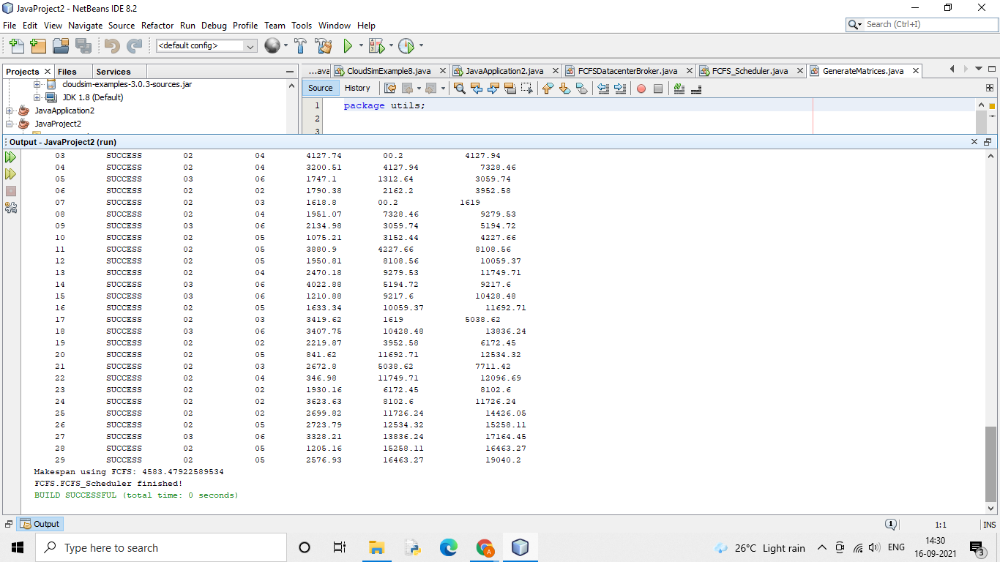 JavaProject2 - NetBeans IDE 8.2
File Edit View Navigate Source Refactor Run Debug Profile Team Tools Window Help
Search (Ctrl+I)
<default config>
Projects Files Services
...ava CloudSimExample8.java JavaApplication2.java FCFSDatacenterBroker.java FCFS_Scheduler.java GenerateMatrices.java
cloudsim-examples-3.0.3-sources.jar
JDK 1.8 (Default)
JavaApplication2
JavaProject2
Source History
1 package utils;
2
3
Output - JavaProject2 (run)
03 SUCCESS 02 04 4127.74 00.2 4127.94
04 SUCCESS 02 04 3200.51 4127.94 7328.46
05 SUCCESS 03 06 1747.1 1312.64 3059.74
06 SUCCESS 02 02 1790.38 2162.2 3952.58
07 SUCCESS 02 03 1618.8 00.2 1619
08 SUCCESS 02 04 1951.07 7328.46 9279.53
09 SUCCESS 03 06 2134.98 3059.74 5194.72
10 SUCCESS 02 05 1075.21 3152.44 4227.66
11 SUCCESS 02 05 3880.9 4227.66 8108.56
12 SUCCESS 02 05 1950.81 8108.56 10059.37
13 SUCCESS 02 04 2470.18 9279.53 11749.71
14 SUCCESS 03 06 4022.88 5194.72 9217.6
15 SUCCESS 03 06 1210.88 9217.6 10428.48
16 SUCCESS 02 05 1633.34 10059.37 11692.71
17 SUCCESS 02 03 3419.62 1619 5038.62
18 SUCCESS 03 06 3407.75 10428.48 13836.24
19 SUCCESS 02 02 2219.87 3952.58 6172.45
20 SUCCESS 02 05 841.62 11692.71 12534.32
21 SUCCESS 02 03 2672.8 5038.62 7711.42
22 SUCCESS 02 04 346.98 11749.71 12096.69
23 SUCCESS 02 02 1930.16 6172.45 8102.6
24 SUCCESS 02 02 3623.63 8102.6 11726.24
25 SUCCESS 02 02 2699.82 11726.24 14426.05
26 SUCCESS 02 05 2723.79 12534.32 15258.11
27 SUCCESS 03 06 3328.21 13836.24 17164.45
28 SUCCESS 02 05 1205.16 15258.11 16463.27
29 SUCCESS 02 05 2576.93 16463.27 19040.2
Makespan using FCFS: 4583.47922589534
FCFS.FCFS_Scheduler finished!
BUILD SUCCESSFUL (total time: 0 seconds)
Output
1
1:1
INS
Type here to search
A
26°C Light rain
ENG
14:30
16-09-2021
3